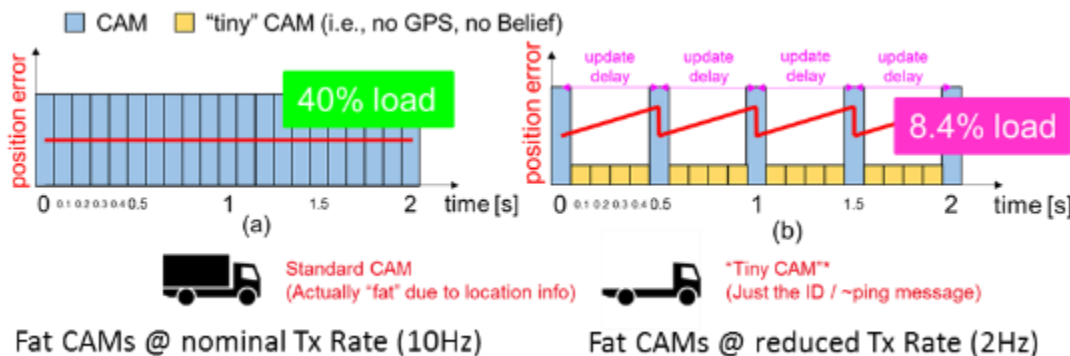 CAM "tiny" CAM (i.e., no GPS, no Belief)
position error
40% load
0 0.1 0.2 0.3 0.4 0.5 1 1.5 2 time [s]
(a)
update delay update delay update delay update delay
position error
8.4% load
0 0.1 0.2 0.3 0.4 0.5 1 1.5 2 time [s]
(b)
Standard CAM
(Actually "fat" due to location info)
"Tiny CAM"*
(Just the ID / ~ping message)
Fat CAMs @ nominal Tx Rate (10Hz)
Fat CAMs @ reduced Tx Rate (2Hz)